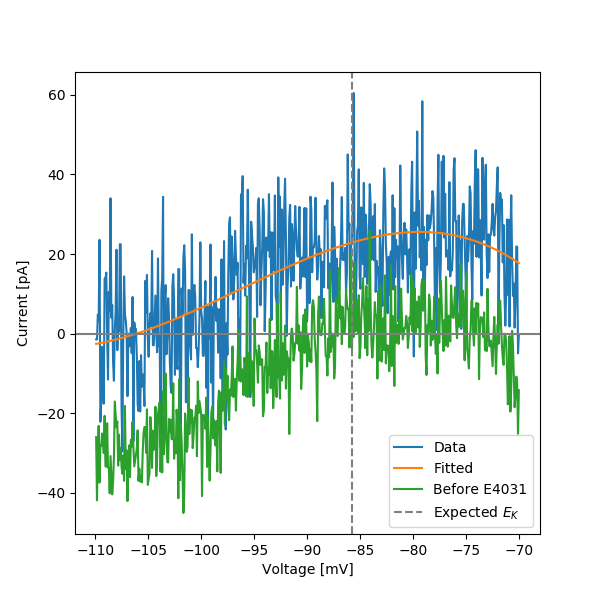 60
40
20
0
−20
−40
Current [pA]
−110 −105 −100 −95 −90 −85 −80 −75 −70
Voltage [mV]
Data
Fitted
Before E4031
Expected $E_K$